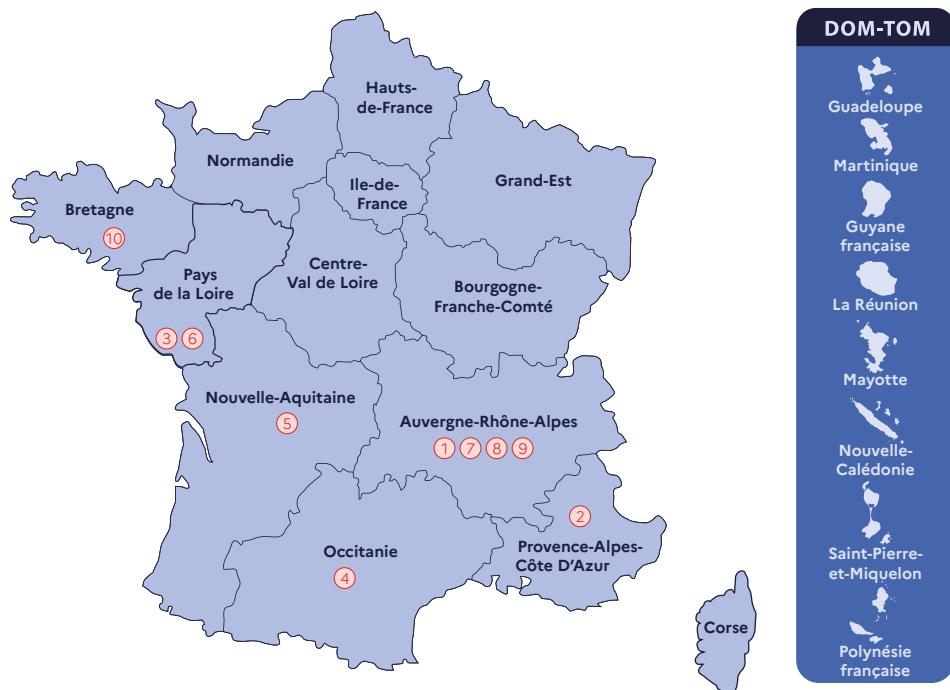 Hauts-
de-France
Normandie
Ile-de-
France
Grand-Est
Bretagne
10
Pays
de la Loire
3 6
Centre-
Val de Loire
Bourgogne-
Franche-Comté
Nouvelle-Aquitaine
5
Auvergne-Rhône-Alpes
1 7 8 9
2
Provence-Alpes-
Côte D'Azur
Occitanie
4
Corse
DOM-TOM
Guadeloupe
Martinique
Guyane
française
La Réunion
Mayotte
Nouvelle-
Calédonie
Saint-Pierre-
et-Miquelon
Polynésie
française